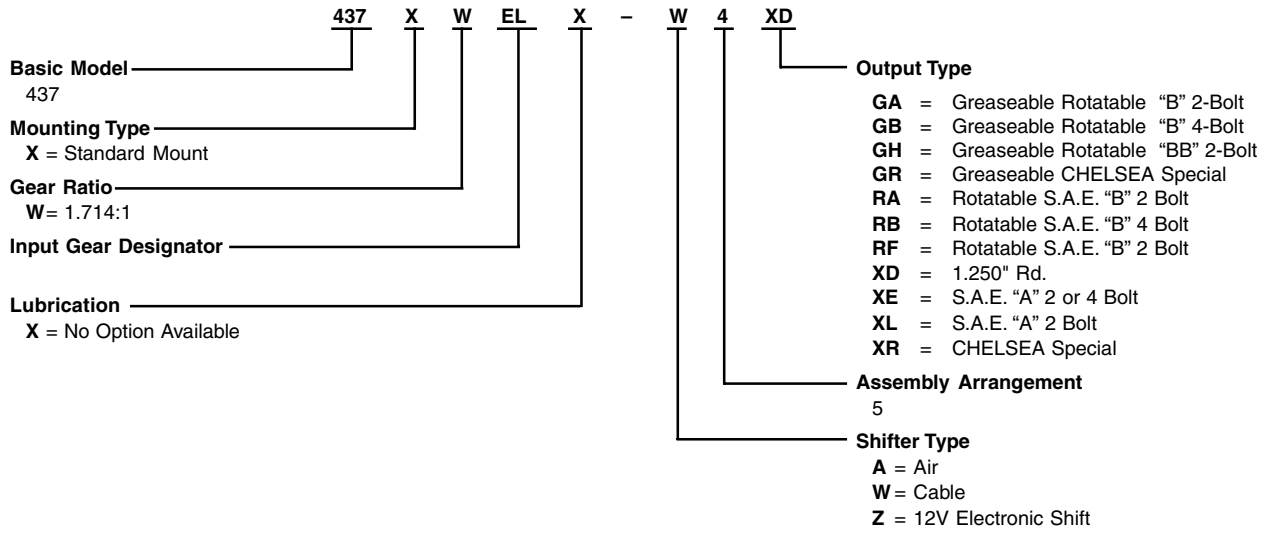 437 X W EL X – W 4 XD
Basic Model
437
Mounting Type
X = Standard Mount
Gear Ratio
W = 1.714:1
Input Gear Designator
Lubrication
X = No Option Available
Output Type
GA = Greaseable Rotatable “B” 2-Bolt
GB = Greaseable Rotatable “B” 4-Bolt
GH = Greaseable Rotatable “BB” 2-Bolt
GR = Greaseable CHELSEA Special
RA = Rotatable S.A.E. “B” 2 Bolt
RB = Rotatable S.A.E. “B” 4 Bolt
RF = Rotatable S.A.E. “B” 2 Bolt
XD = 1.250" Rd.
XE = S.A.E. “A” 2 or 4 Bolt
XL = S.A.E. “A” 2 Bolt
XR = CHELSEA Special
Assembly Arrangement
5
Shifter Type
A = Air
W = Cable
Z = 12V Electronic Shift